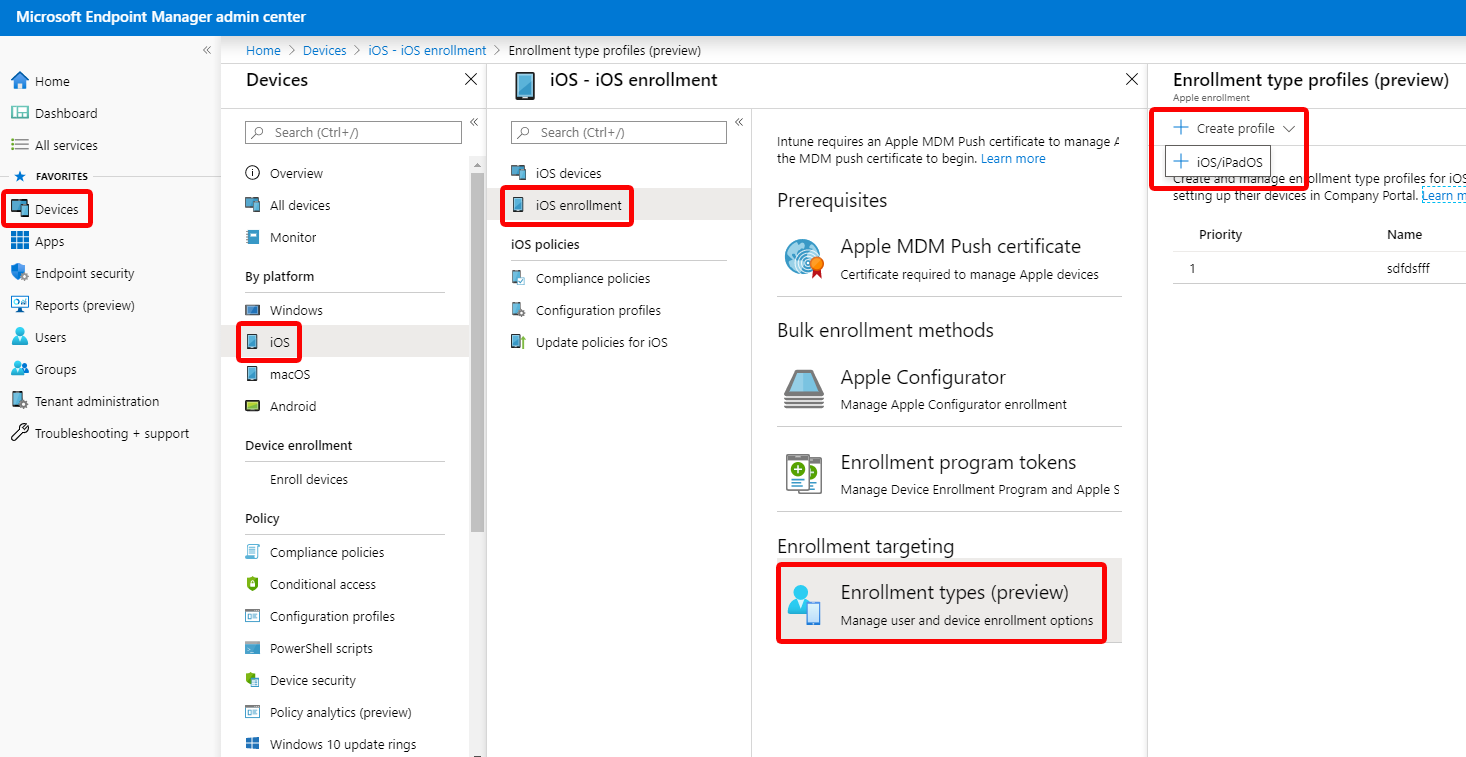 Microsoft Endpoint Manager admin center
Home > Devices > iOS - iOS enrollment > Enrollment type profiles (preview)
Home
Dashboard
All services
FAVORITES
Devices
Apps
Endpoint security
Reports (preview)
Users
Groups
Tenant administration
Troubleshooting + support
Devices
Search (Ctrl+/)
Overview
All devices
Monitor
By platform
Windows
iOS
macOS
Android
Device enrollment
Enroll devices
Policy
Compliance policies
Conditional access
Configuration profiles
PowerShell scripts
Device security
Policy analytics (preview)
Windows 10 update rings
iOS - iOS enrollment
Search (Ctrl+/)
iOS devices
iOS enrollment
iOS policies
Compliance policies
Configuration profiles
Update policies for iOS
Intune requires an Apple MDM Push certificate to manage A
the MDM push certificate to begin. Learn more
Prerequisites
Apple MDM Push certificate
Certificate required to manage Apple devices
Bulk enrollment methods
Apple Configurator
Manage Apple Configurator enrollment
Enrollment program tokens
Manage Device Enrollment Program and Apple S
Enrollment targeting
Enrollment types (preview)
Manage user and device enrollment options
Enrollment type profiles (preview)
Apple enrollment
Create profile
iOS/iPadOS
Create and manage enrollment type profiles for iOS
setting up their devices in Company Portal. Learn m
Priority Name
1 sdfdsfff